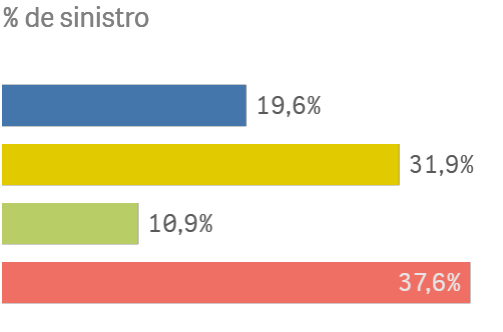 % de sinistro
19,6%
31,9%
10,9%
37,6%